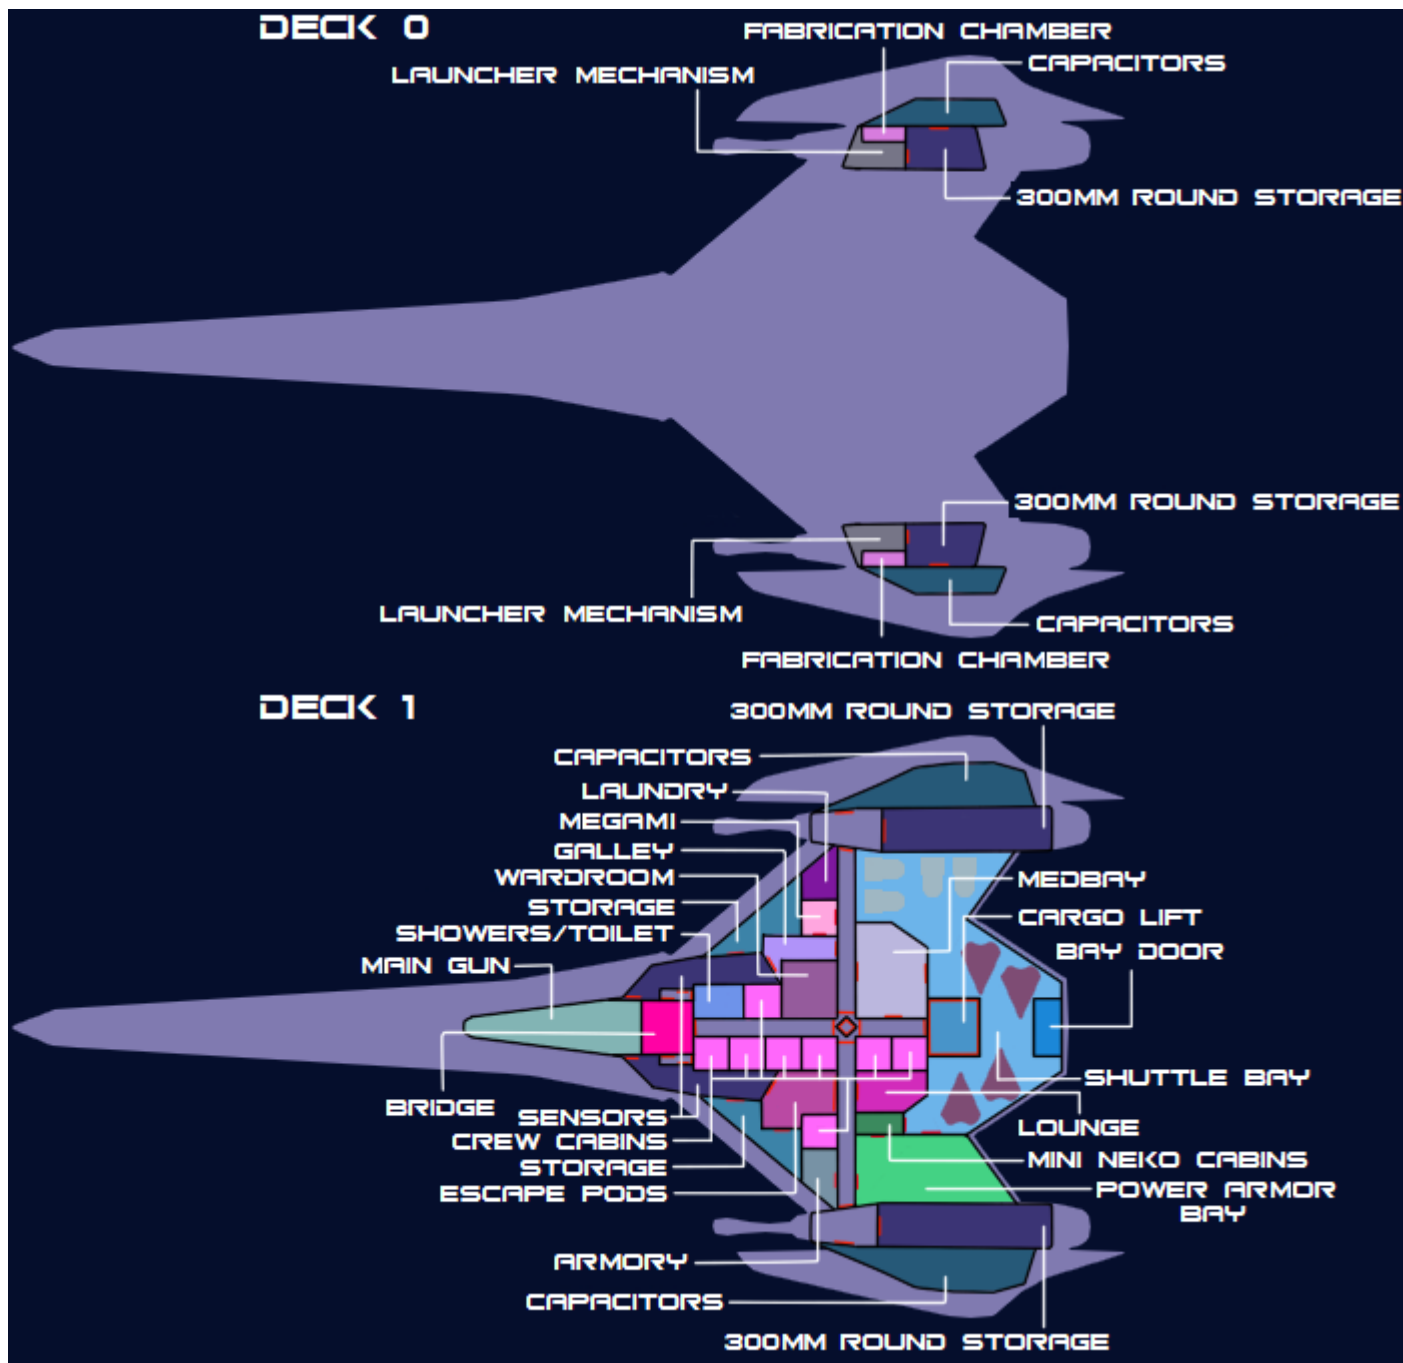 DECK 0
FABRICATION CHAMBER
CAPACITORS
LAUNCHER MECHANISM
300MM ROUND STORAGE
300MM ROUND STORAGE
LAUNCHER MECHANISM
CAPACITORS
FABRICATION CHAMBER
DECK 1
300MM ROUND STORAGE
CAPACITORS
LAUNDRY
MEGAMI
GALLEY
WARDROOM
MEDBAY
STORAGE
CARGO LIFT
SHOWERS/TOILET
BAY DOOR
MAIN GUN
SHUTTLE BAY
BRIDGE
SENSORS
LOUNGE
CREW CABINS
MINI NEKO CABINS
STORAGE
ESCAPE PODS
POWER ARMOR
BAY
ARMORY
CAPACITORS
300MM ROUND STORAGE